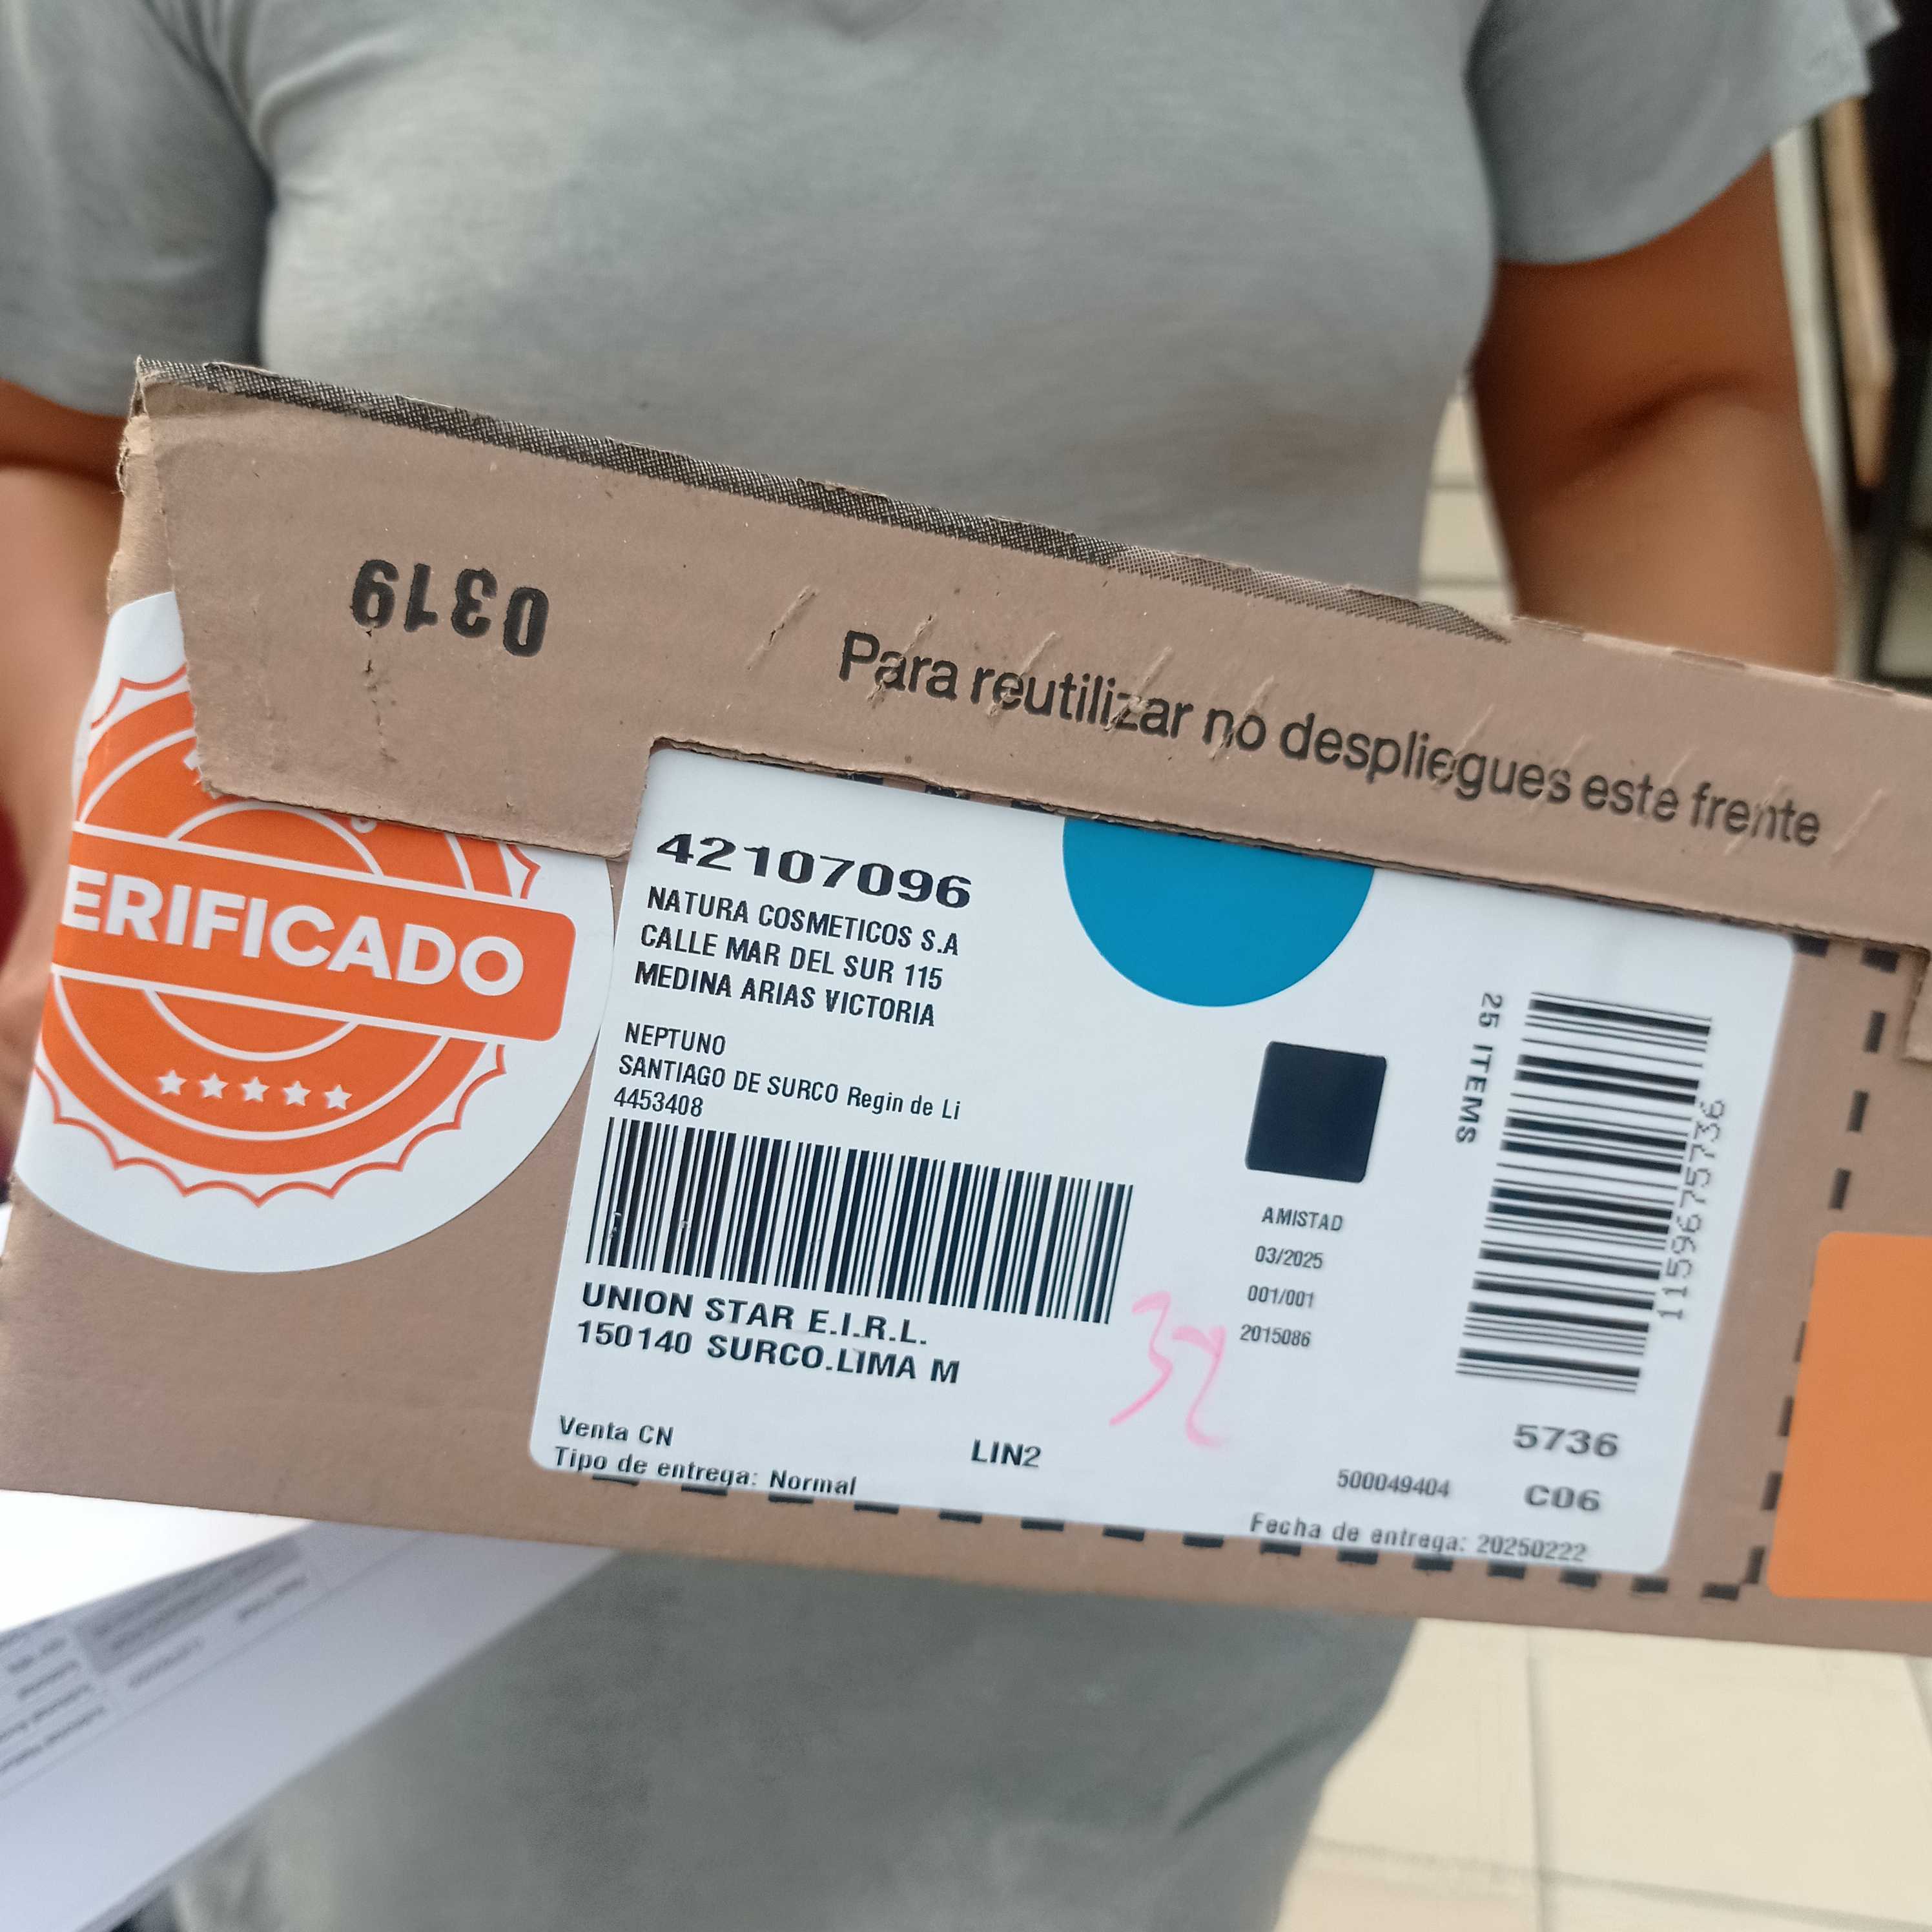 0319
Para reutilizar no despliegues este frente
ERIFICADO
42107096
NATURA COSMETICOS S.A
CALLE MAR DEL SUR 115
MEDINA ARIAS VICTORIA
NEPTUNO
SANTIAGO DE SURCO Regin de Li
4453408
UNION STAR E.I.R.L.
150140 SURCO.LIMA M
Venta CN
Tipo de entrega: Normal
LIN2
AMISTAD
03/2025
001/001
2015086
32
25 ITEMS
1159675736
5736
500049404
C06
Fecha de entrega: 20250222